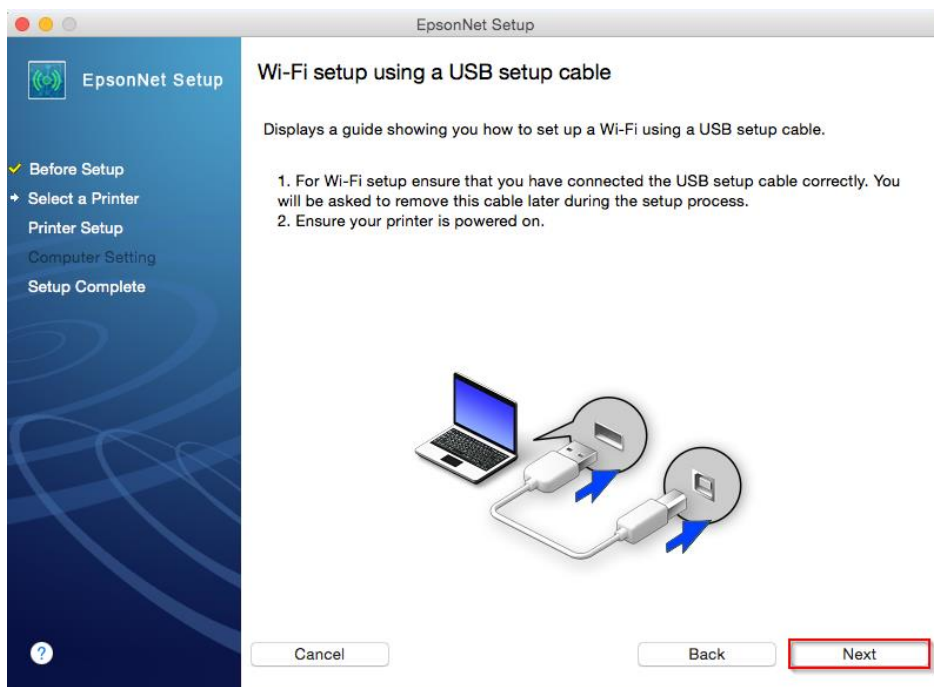 EpsonNet Setup
EpsonNet Setup
Before Setup
Select a Printer
Printer Setup
Computer Setting
Setup Complete
Wi-Fi setup using a USB setup cable
Displays a guide showing you how to set up a Wi-Fi using a USB setup cable.
1. For Wi-Fi setup ensure that you have connected the USB setup cable correctly. You
will be asked to remove this cable later during the setup process.
2. Ensure your printer is powered on.
?
Cancel
Back
Next